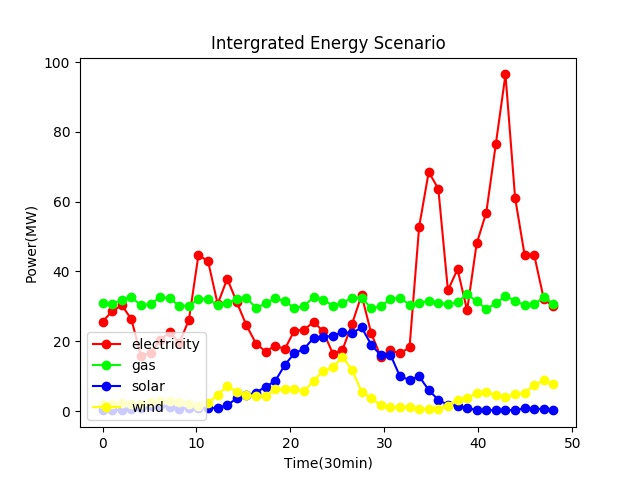 Intergrated Energy Scenario
Power(MW)
100
80
60
40
20
0
electricity
gas
solar
wind
0 10 20 30 40 50
Time(30min)